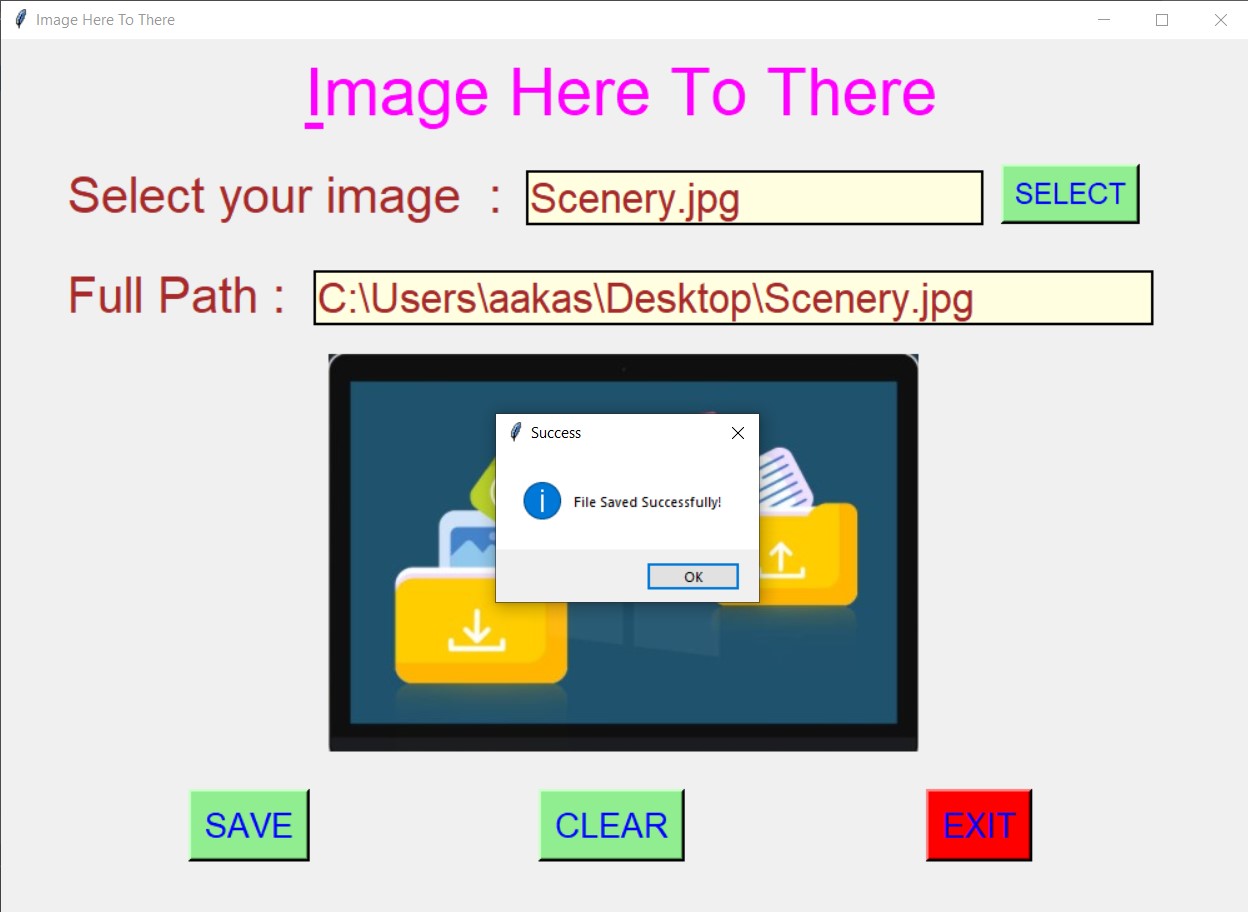 Image Here To There
Image Here To There
Select your image : Scenery.jpg SELECT
Full Path : C:\Users\aakas\Desktop\Scenery.jpg
Success
File Saved Successfully!
OK
SAVE CLEAR EXIT